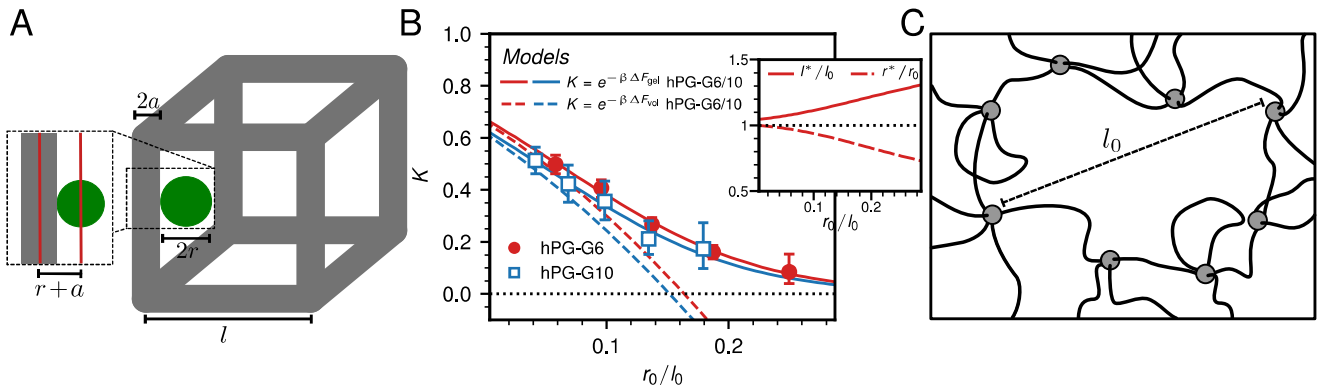 A
2a
r + a
2r
l
B
1.0
0.8
0.6
0.4
0.2
0.0
K
Models
K = e^{−β ΔF_gel} hPG-G6/10
K = e^{−β ΔF_vol} hPG-G6/10
hPG-G6
hPG-G10
0.1
0.2
r_0/l_0
1.5
1
0.5
l*/l_0
r*/r_0
0.1
0.2
r_0/l_0
C
l_0